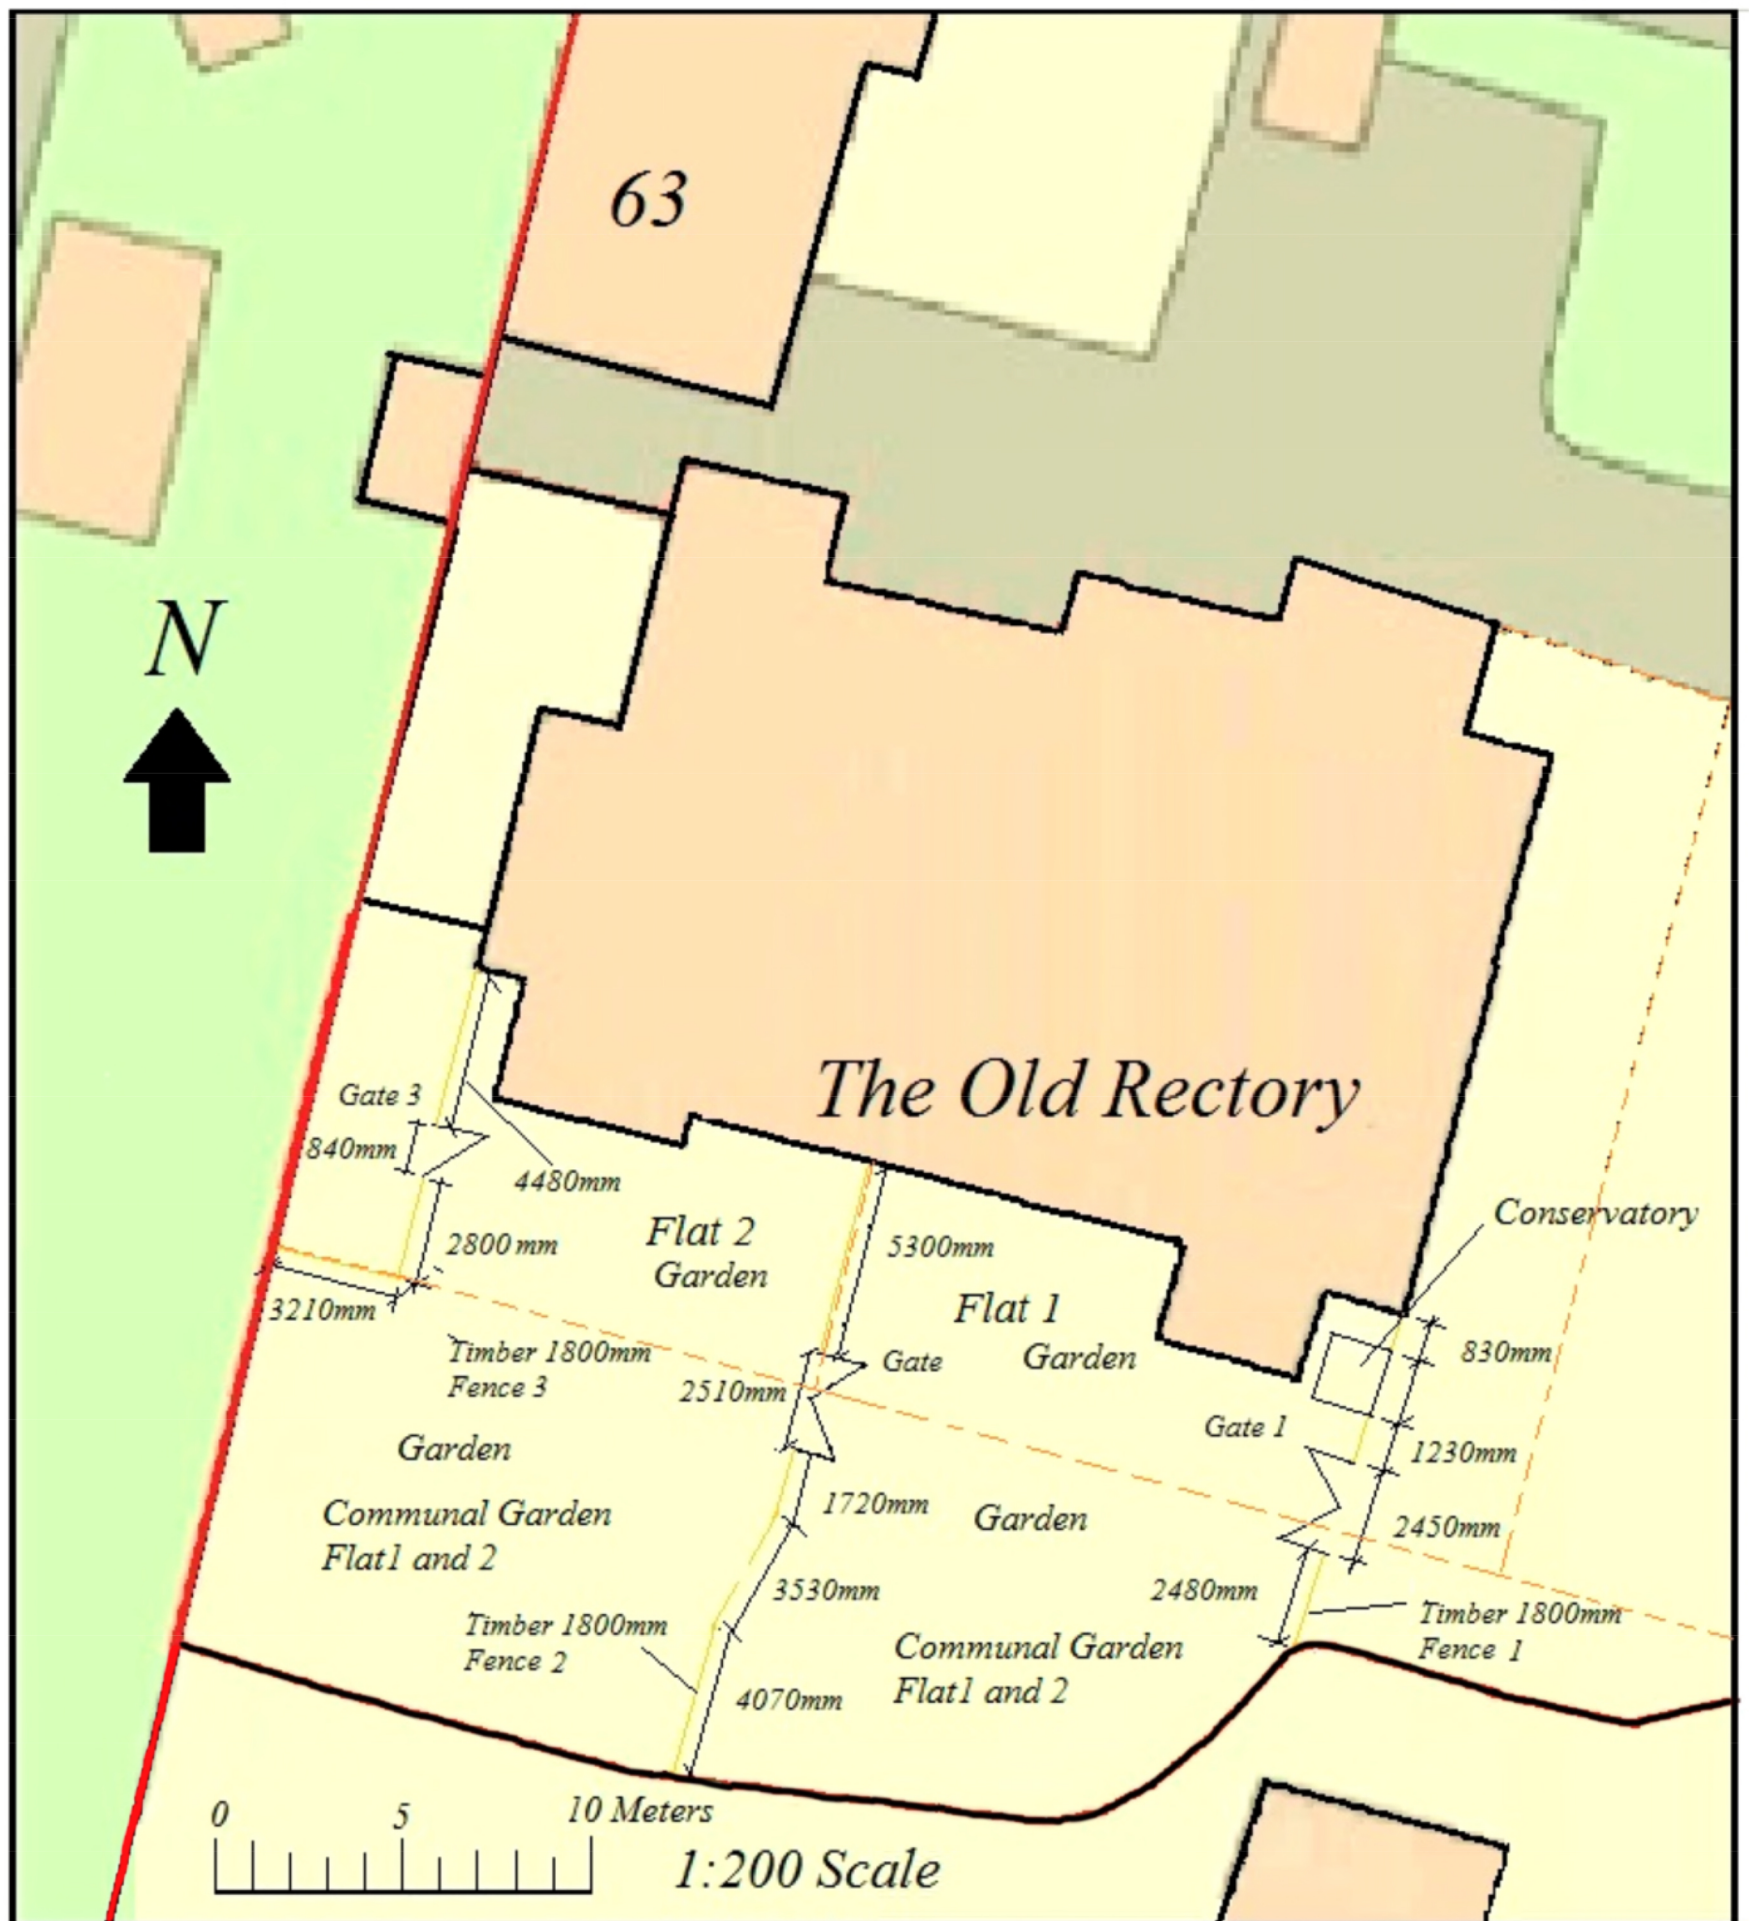 63
N
The Old Rectory
Gate 3
840mm
4480mm
Conservatory
Flat 2
Garden
2800 mm
5300mm
3210mm
Flat 1
Garden
830mm
Timber 1800mm
Fence 3
Gate
2510mm
Gate 1
Garden
1230mm
Communal Garden
Flat1 and 2
1720mm
Garden
2450mm
3530mm
2480mm
Timber 1800mm
Fence 2
Timber 1800mm
Fence 1
Communal Garden
Flat1 and 2
4070mm
0 5 10 Meters
1:200 Scale